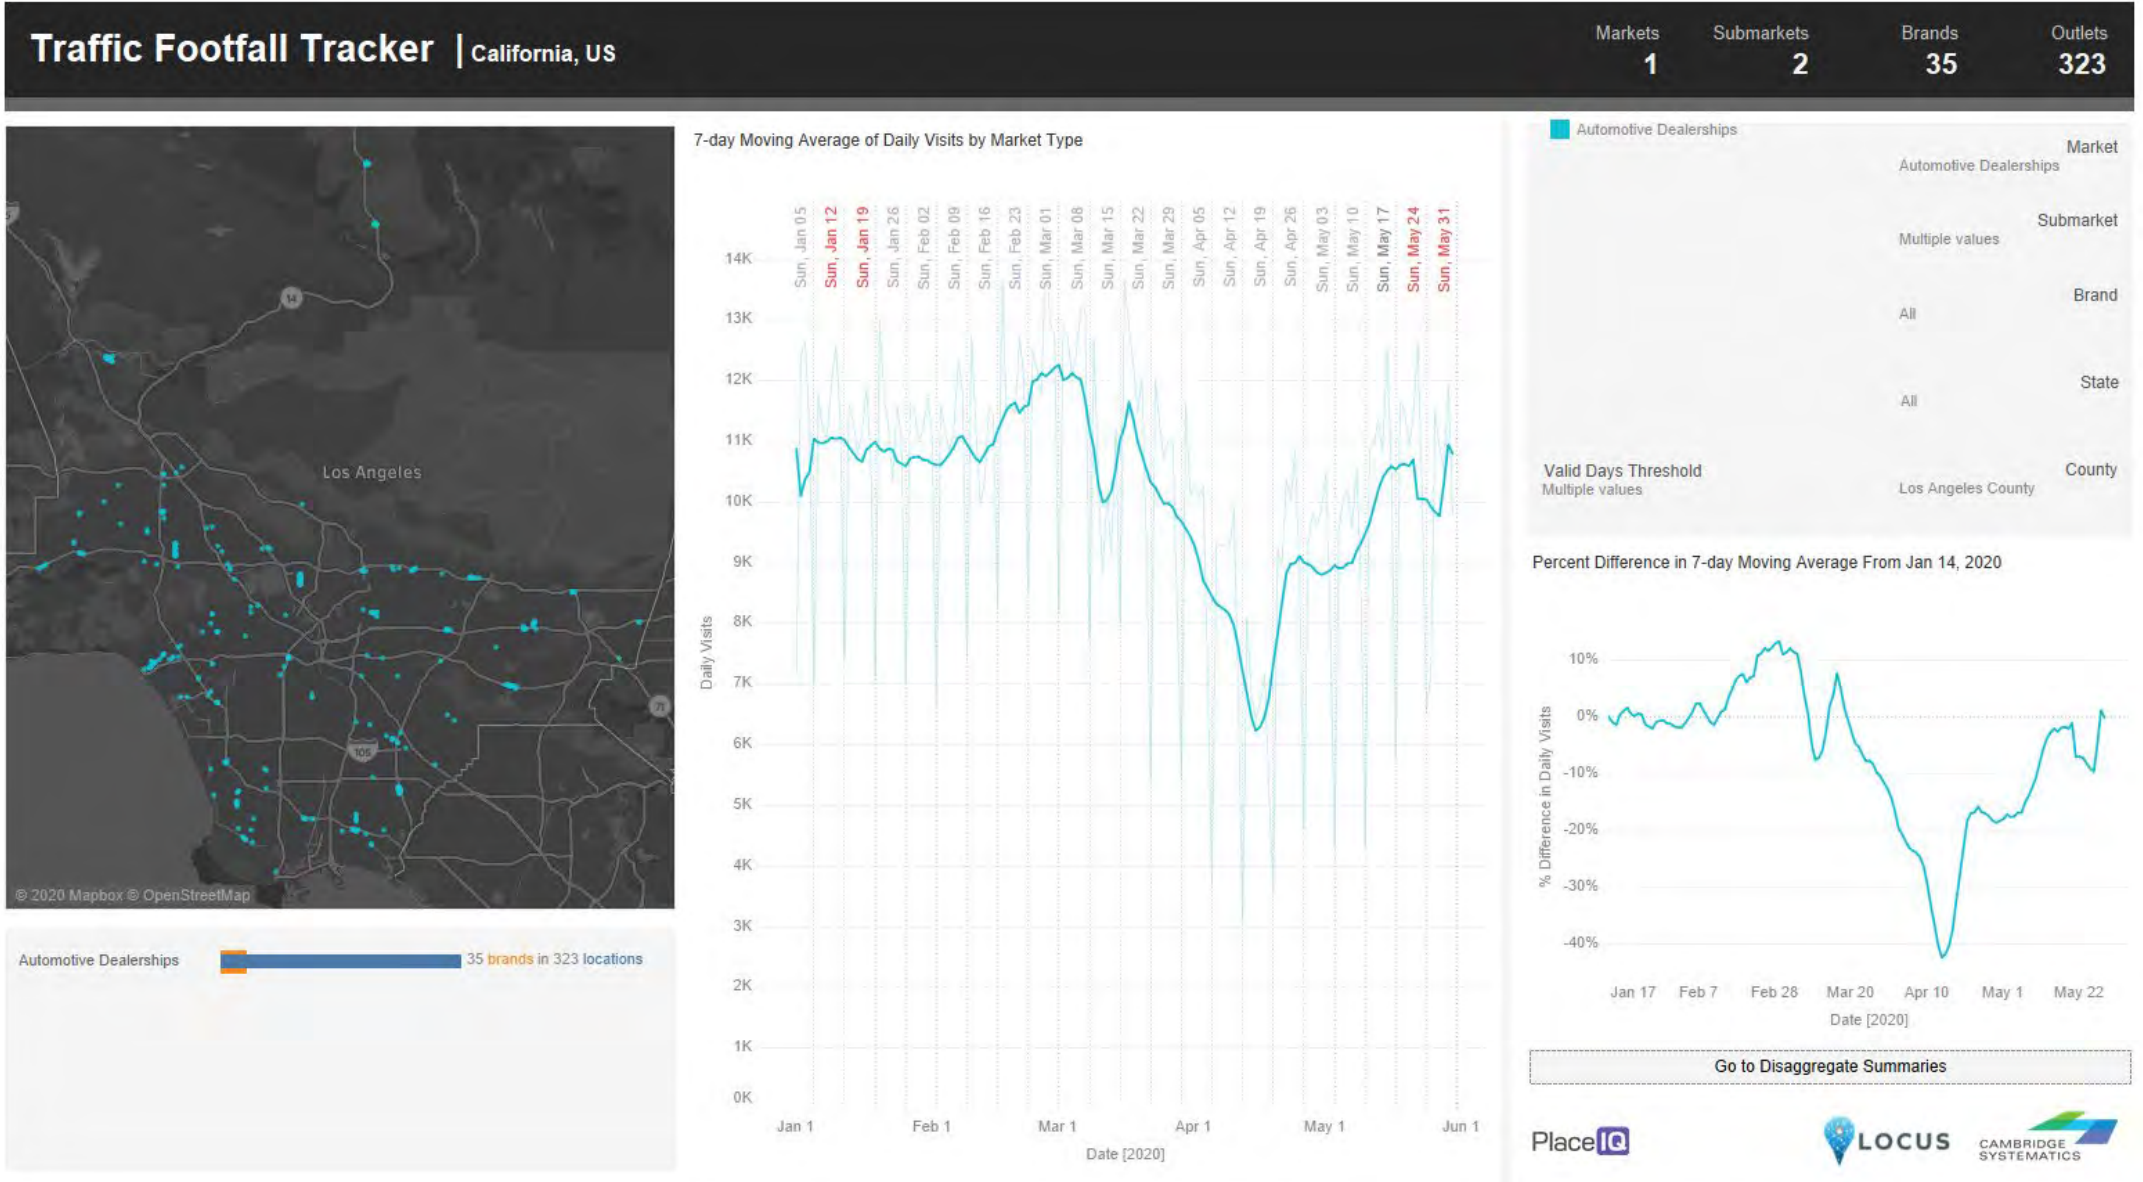 Traffic Footfall Tracker | California, US
Markets
1
Submarkets
2
Brands
35
Outlets
323
14
Los Angeles
71
105
© 2020 Mapbox © OpenStreetMap
Automotive Dealerships
35 brands in 323 locations
7-day Moving Average of Daily Visits by Market Type
Sun, Jan 05
Sun, Jan 12
Sun, Jan 19
Sun, Jan 26
Sun, Feb 02
Sun, Feb 09
Sun, Feb 16
Sun, Feb 23
Sun, Mar 01
Sun, Mar 08
Sun, Mar 15
Sun, Mar 22
Sun, Mar 29
Sun, Apr 05
Sun, Apr 12
Sun, Apr 19
Sun, Apr 26
Sun, May 03
Sun, May 10
Sun, May 17
Sun, May 24
Sun, May 31
14K
13K
12K
11K
10K
9K
8K
7K
6K
5K
4K
3K
2K
1K
0K
Daily Visits
Jan 1
Feb 1
Mar 1
Apr 1
May 1
Jun 1
Date [2020]
Automotive Dealerships
Market
Automotive Dealerships
Submarket
Multiple values
Brand
All
State
All
Valid Days Threshold
Multiple values
County
Los Angeles County
Percent Difference in 7-day Moving Average From Jan 14, 2020
10%
0%
-10%
-20%
-30%
-40%
% Difference in Daily Visits
Jan 17
Feb 7
Feb 28
Mar 20
Apr 10
May 1
May 22
Date [2020]
Go to Disaggregate Summaries
PlaceIQ
LOCUS
CAMBRIDGE
SYSTEMATICS